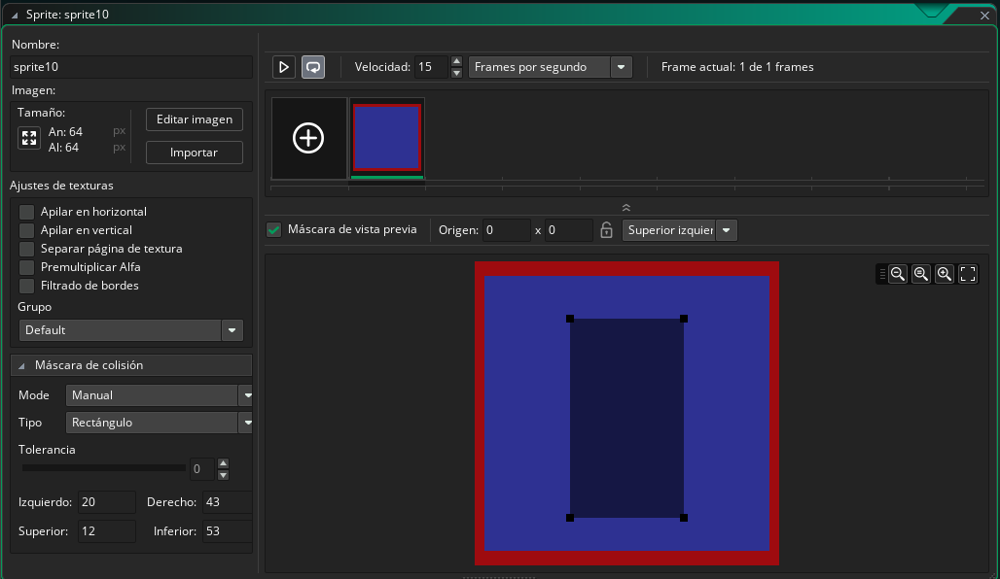 Sprite: sprite10
Nombre:
sprite10
Imagen:
Tamaño:
An: 64 px
Al: 64 px
Editar imagen
Importar
Ajustes de texturas
Apilar en horizontal
Apilar en vertical
Separar página de textura
Premultiplicar Alfa
Filtrado de bordes
Grupo
Default
Máscara de colisión
Mode Manual
Tipo Rectángulo
Tolerancia
0
Izquierdo: 20 Derecho: 43
Superior: 12 Inferior: 53
Velocidad: 15 Frames por segundo Frame actual: 1 de 1 frames
Máscara de vista previa Origen: 0 x 0 Superior izquier